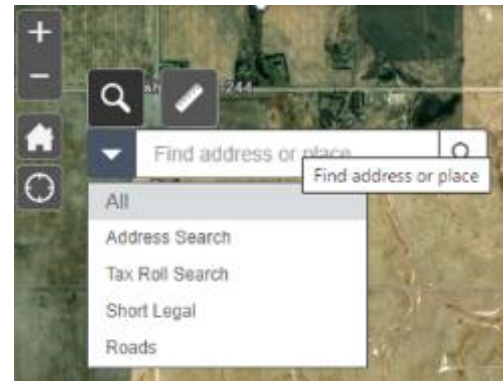 244
Find address or place
Find address or place
All
Address Search
Tax Roll Search
Short Legal
Roads